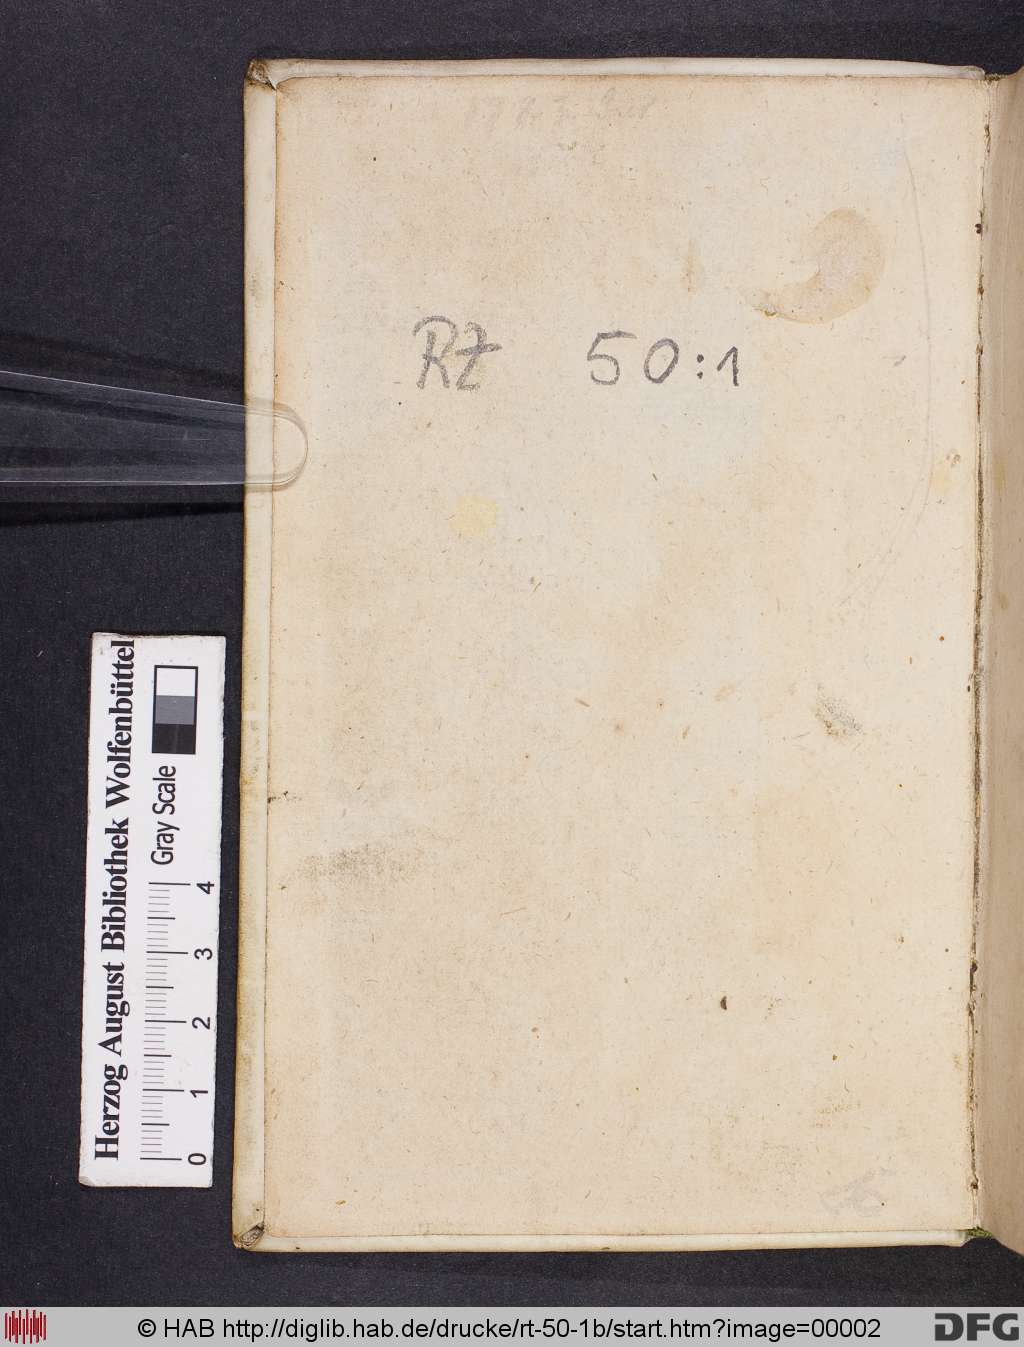 RZ 50:1
Herzog August Bibliothek Wolfenbüttel
Gray Scale
0 1 2 3 4
© HAB http://diglib.hab.de/drucke/rt-50-1b/start.htm?image=00002
DFG